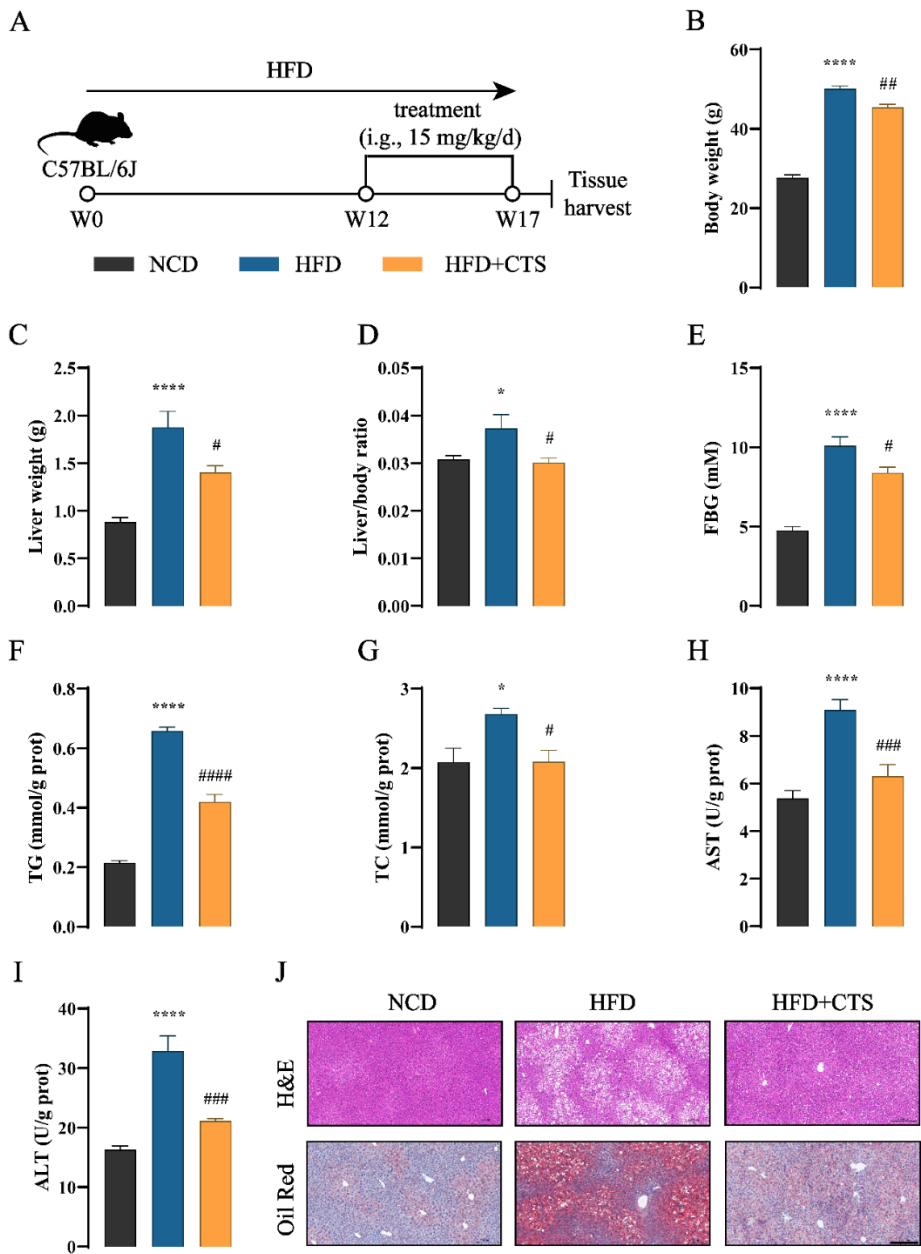 A
HFD
treatment
(i.g., 15 mg/kg/d)
C57BL/6J
W0
W12
W17
Tissue
harvest
NCD
HFD
HFD+CTS
B
Body weight (g)
60
40
20
0
****
##
C
Liver weight (g)
2.5
2.0
1.5
1.0
0.5
0.0
****
#
D
Liver/body ratio
0.05
0.04
0.03
0.02
0.01
0.00
*
#
E
FBG (mM)
15
10
5
0
****
#
F
TG (mmol/g prot)
0.8
0.6
0.4
0.2
0.0
****
####
G
TC (mmol/g prot)
3
2
1
0
*
#
H
AST (U/g prot)
10
8
6
4
2
0
****
###
I
ALT (U/g prot)
40
30
20
10
0
****
###
J
NCD
HFD
HFD+CTS
H&E
Oil Red